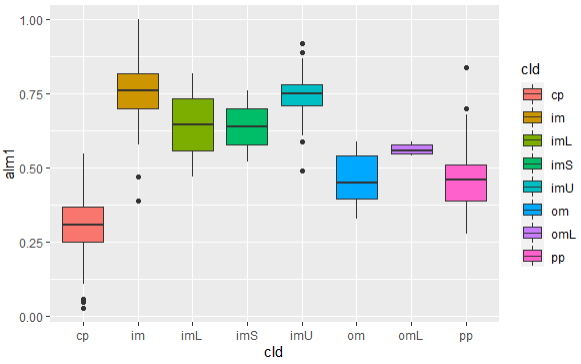 alm1
1.00
0.75
0.50
0.25
0.00
cp im imL imS imU om omL pp
cld
cld
cp
im
imL
imS
imU
om
omL
pp